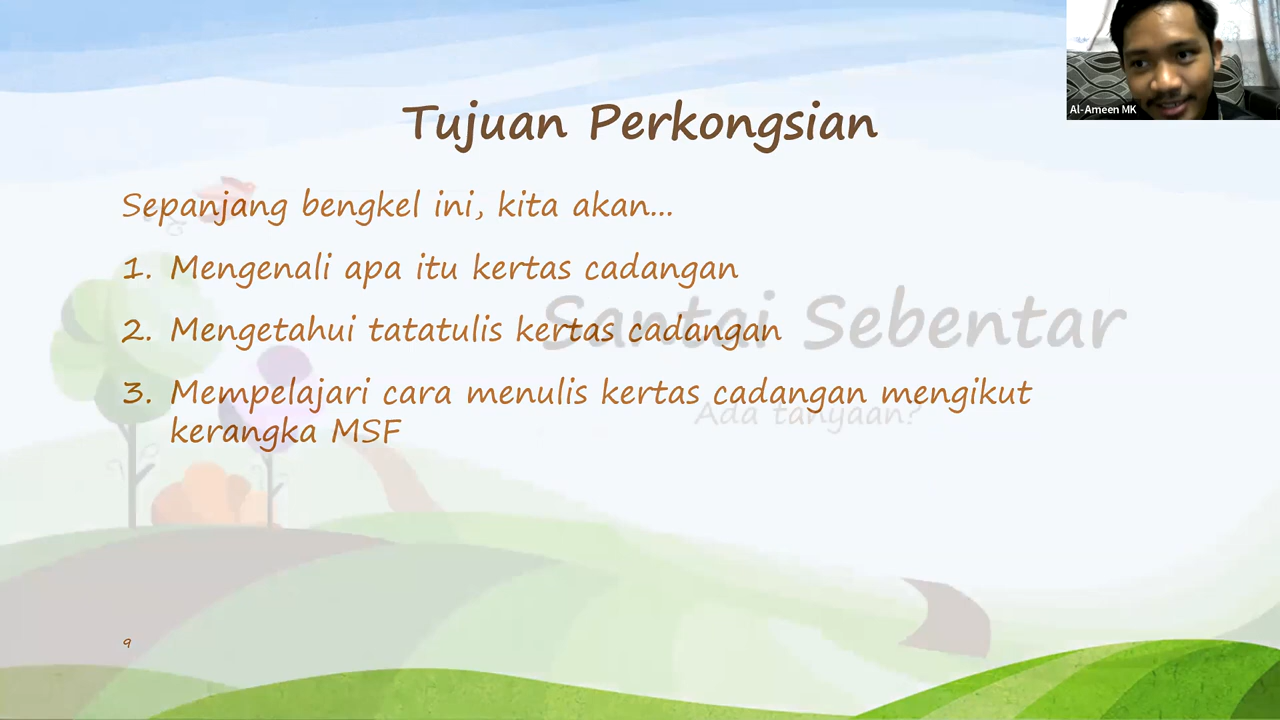 Al-Ameen MK
Tujuan Perkongsian
Sepanjang bengkel ini, kita akan...
1. Mengenali apa itu kertas cadangan
Santai Sebentar
2. Mengetahui tatatulis kertas cadangan
3. Mempelajari cara menulis kertas cadangan mengikut
Ada tanyaan?
kerangka MSF
9